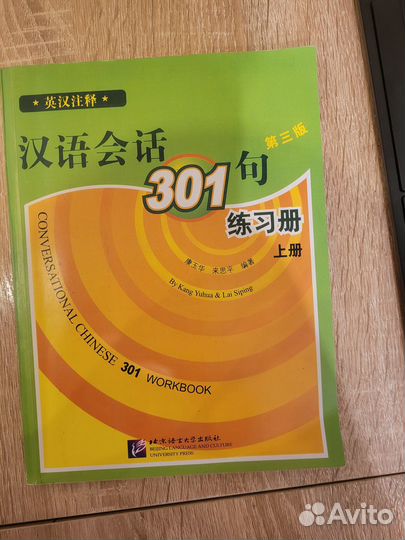 ★ 英汉注释 ★
汉语会话
301句
第三版
练习册
上册
康玉华 来思平 编著
By Kang Yuhua & Lai Siping
CONVERSATIONAL CHINESE 301 WORKBOOK
北京语言大学出版社
BEIJING LANGUAGE AND CULTURE
UNIVERSITY PRESS
Avito